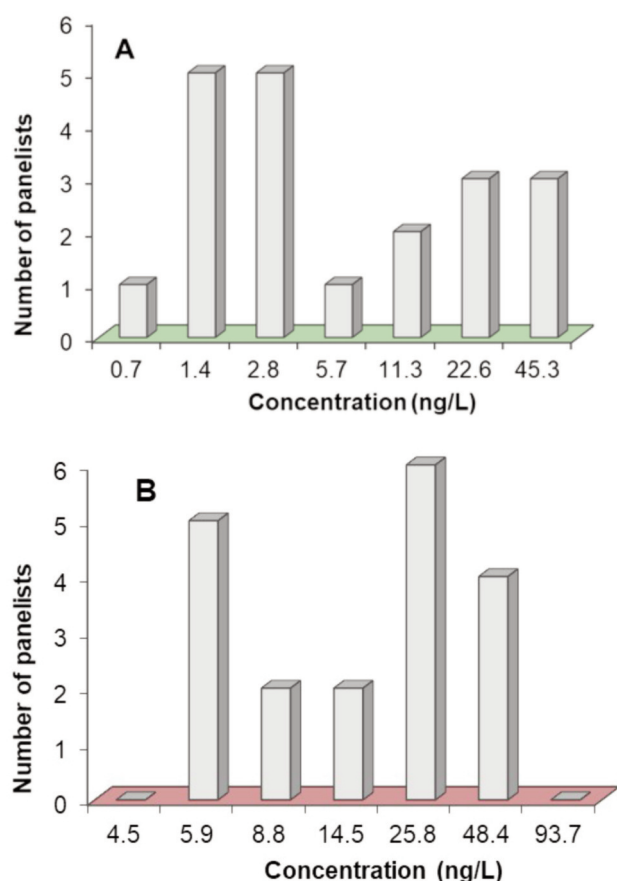 A
Number of panelists
6
5
4
3
2
1
0
0.7 1.4 2.8 5.7 11.3 22.6 45.3
Concentration (ng/L)
B
Number of panelists
6
5
4
3
2
1
0
4.5 5.9 8.8 14.5 25.8 48.4 93.7
Concentration (ng/L)